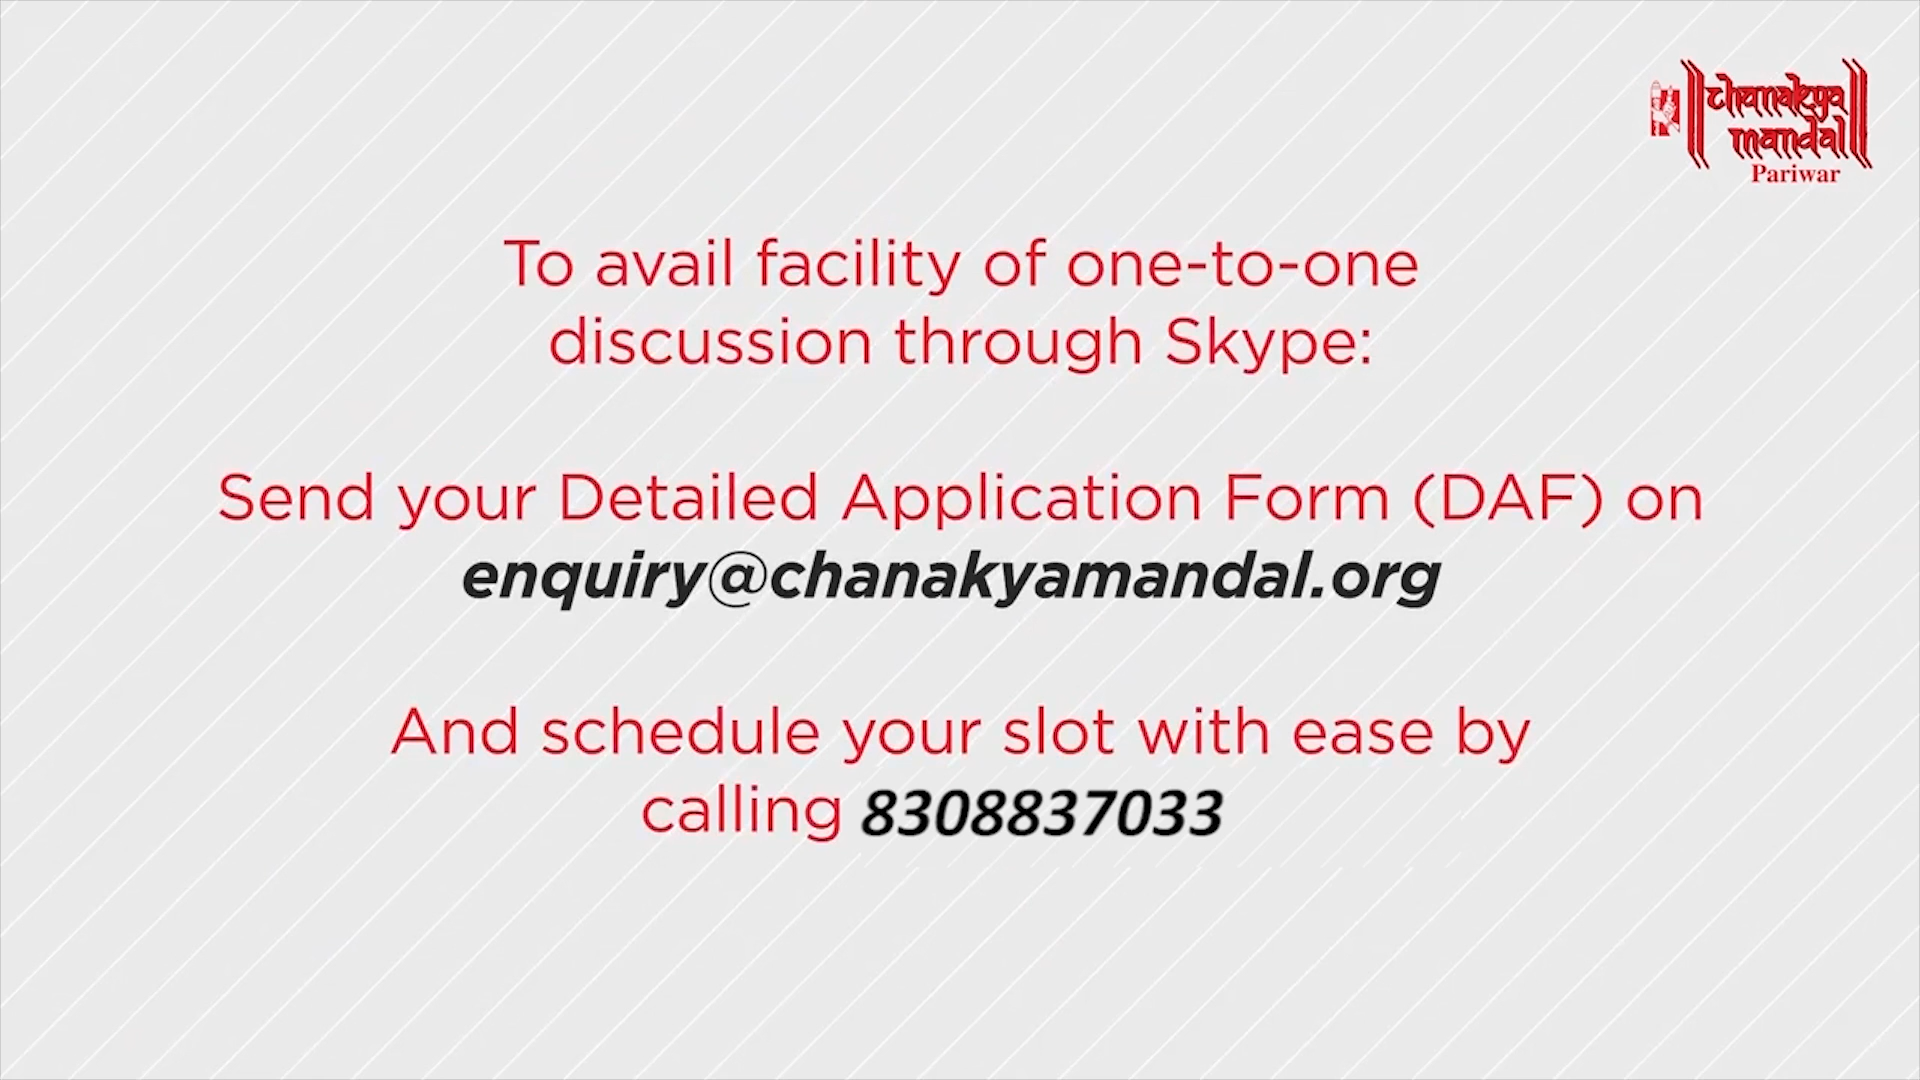 chanakya
mandal
Pariwar
To avail facility of one-to-one
discussion through Skype:
Send your Detailed Application Form (DAF) on
enquiry@chanakyamandal.org
And schedule your slot with ease by
calling 8308837033